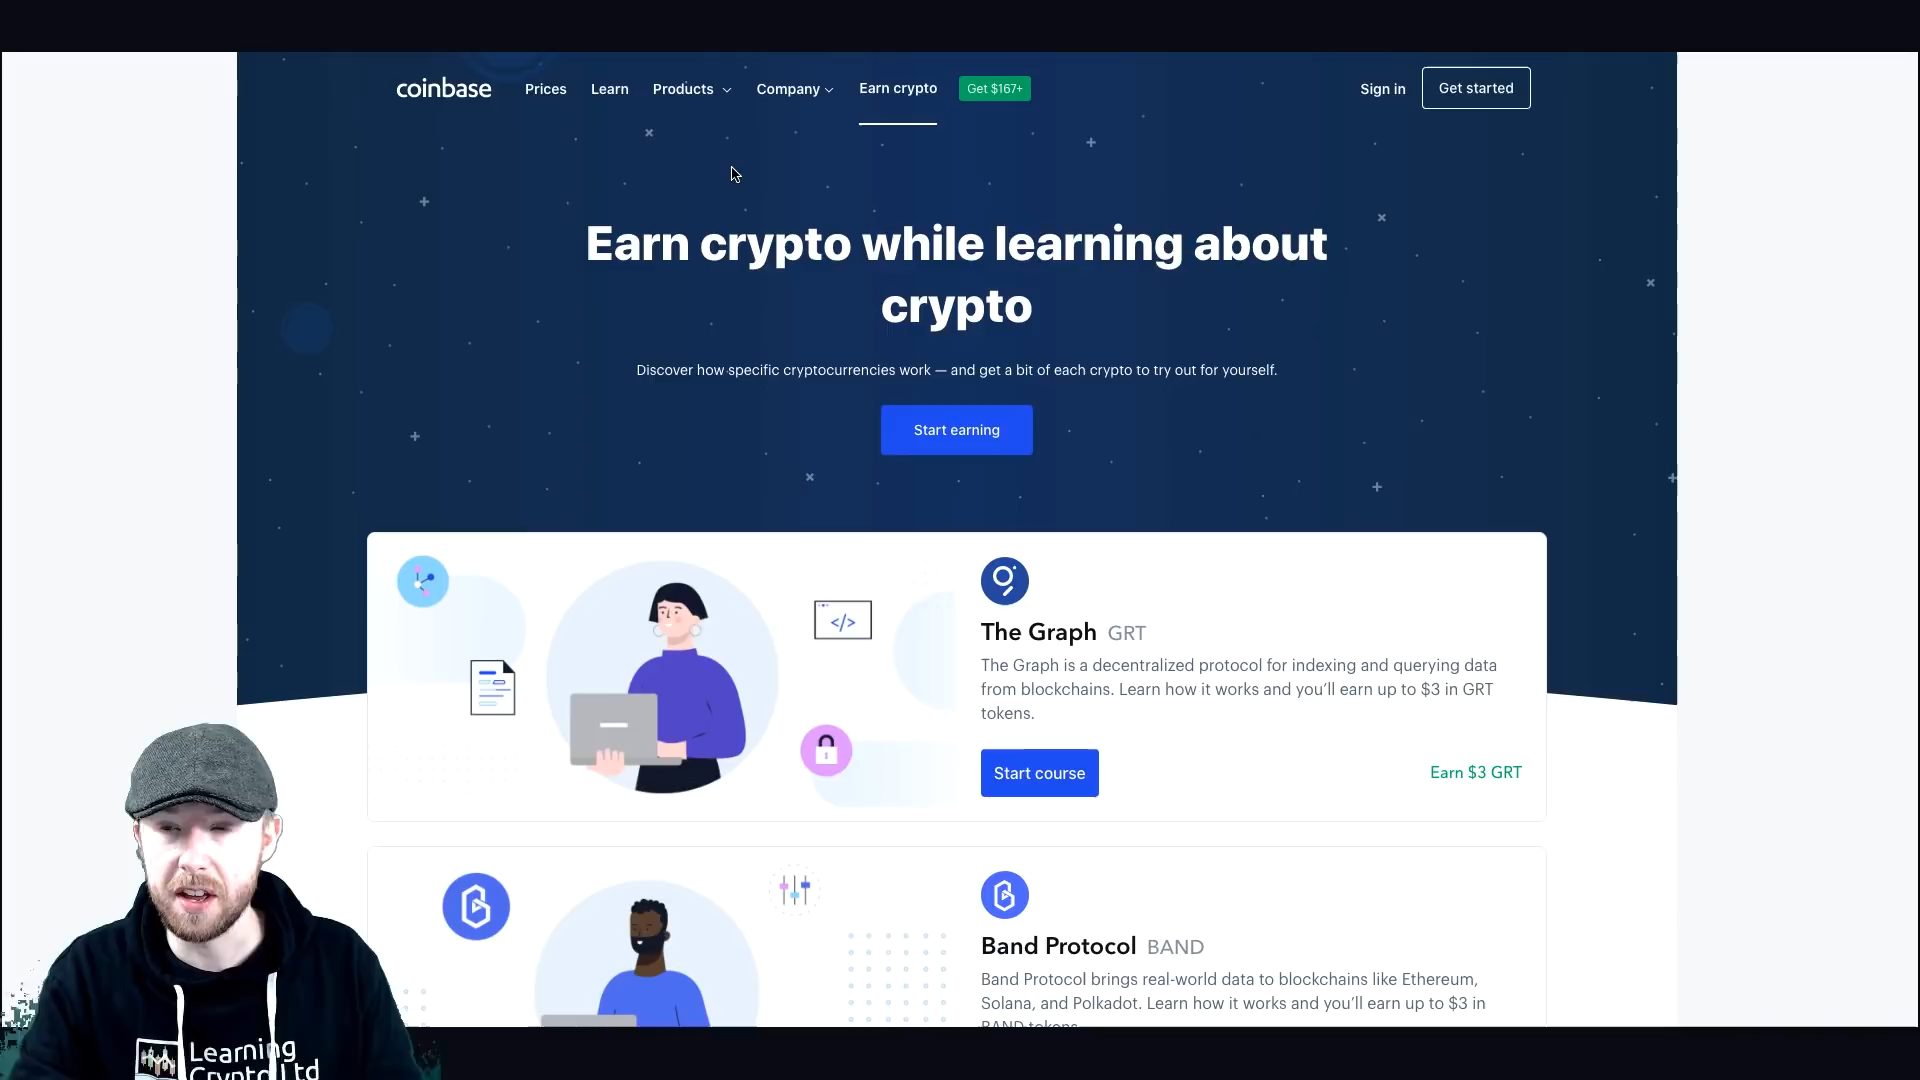 coinbase Prices Learn Products Company Earn crypto Get $167+ Sign in Get started
Earn crypto while learning about
crypto
Discover how specific cryptocurrencies work — and get a bit of each crypto to try out for yourself.
Start earning
</>
The Graph GRT
The Graph is a decentralized protocol for indexing and querying data
from blockchains. Learn how it works and you’ll earn up to $3 in GRT
tokens.
Start course
Earn $3 GRT
Band Protocol BAND
Band Protocol brings real-world data to blockchains like Ethereum,
Solana, and Polkadot. Learn how it works and you’ll earn up to $3 in
BAND tokens.
Learning
Crypto Ltd